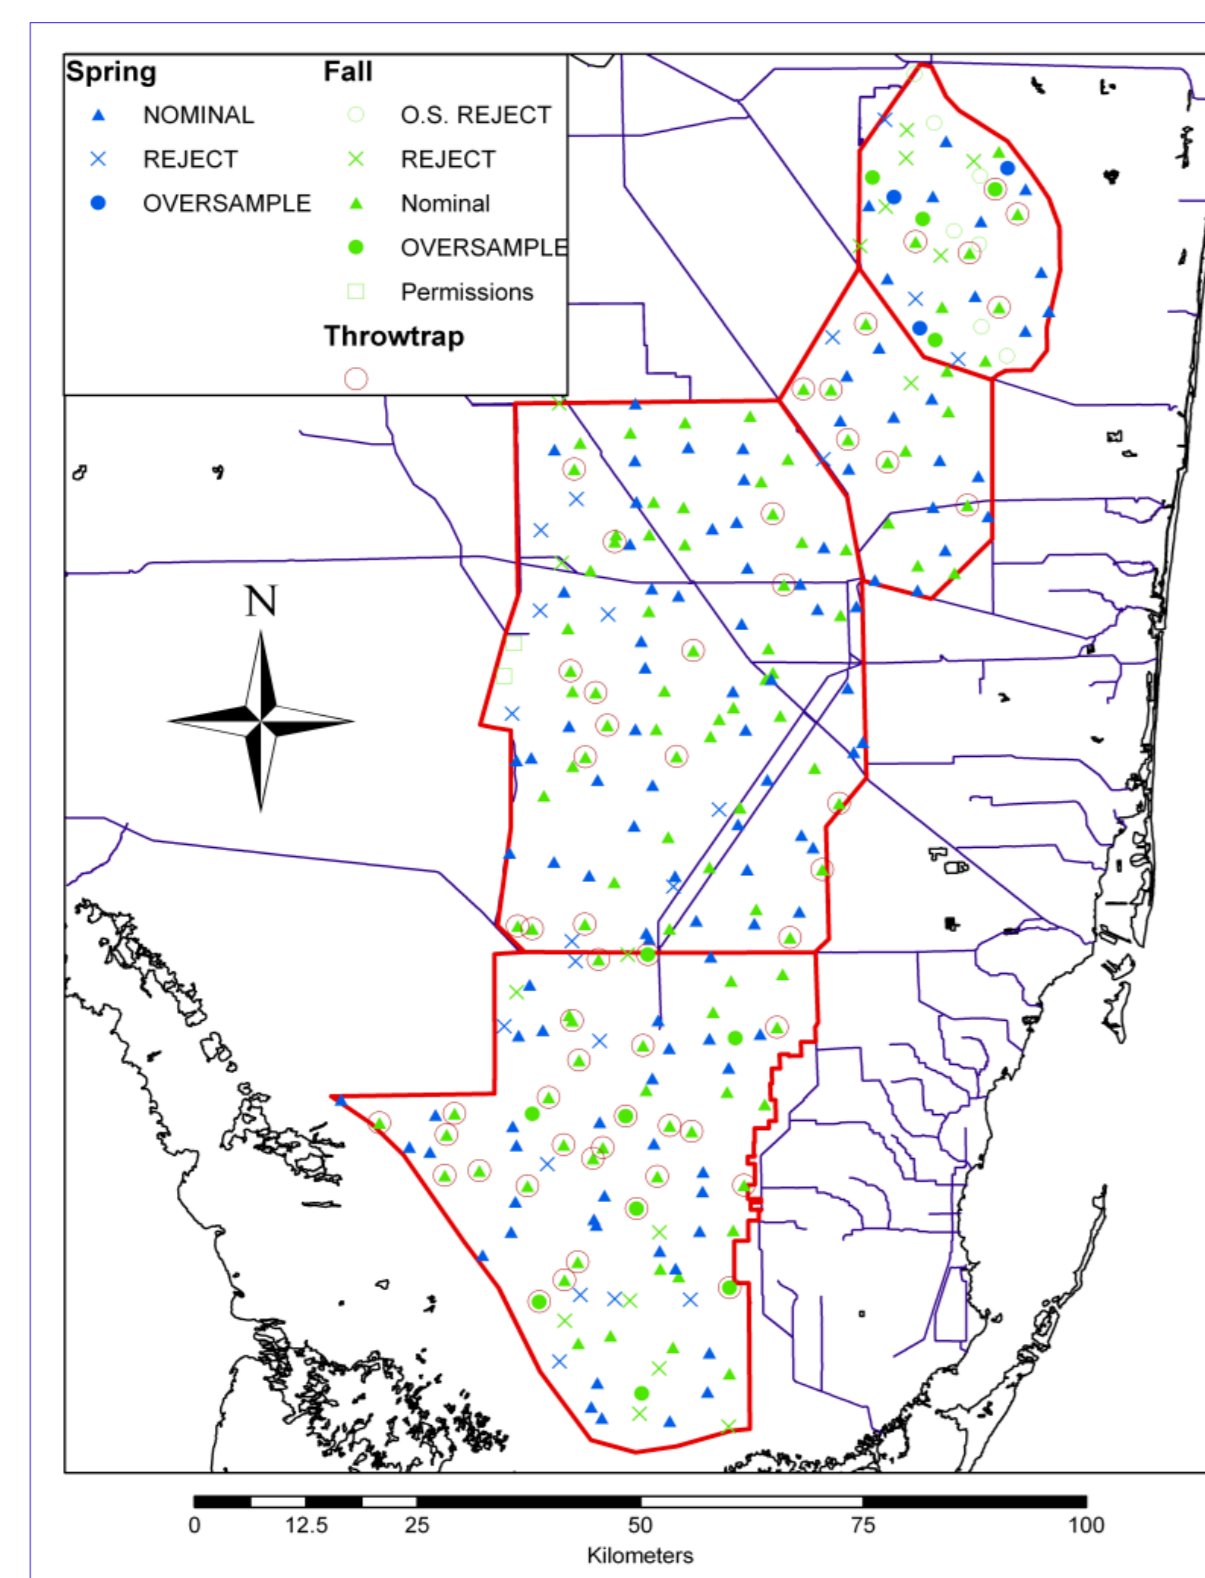 Spring
NOMINAL
REJECT
OVERSAMPLE
Fall
O.S. REJECT
REJECT
Nominal
OVERSAMPLE
Permissions
Throwtrap
N
0 12.5 25 50 75 100
Kilometers